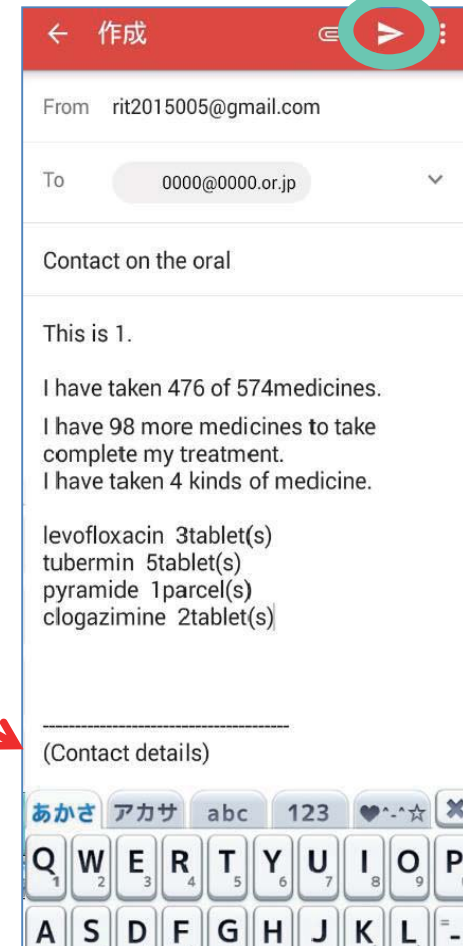 作成
From rit2015005@gmail.com
To 0000@0000.or.jp
Contact on the oral
This is 1.
I have taken 476 of 574medicines.
I have 98 more medicines to take
complete my treatment.
I have taken 4 kinds of medicine.
levofloxacin 3tablet(s)
tubermin 5tablet(s)
pyramide 1parcel(s)
clogazimine 2tablet(s)
---------------------------------------
(Contact details)
あかさ アカサ abc 123 ♥^-^☆
Q W E R T Y U I O P
1 2 3 4 5 6 7 8 9
A S D F G H J K L -